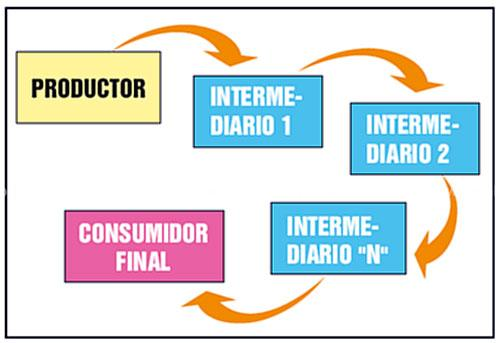 PRODUCTOR
INTERME-
DIARIO 1
INTERME-
DIARIO 2
INTERME-
DIARIO "N"
CONSUMIDOR
FINAL